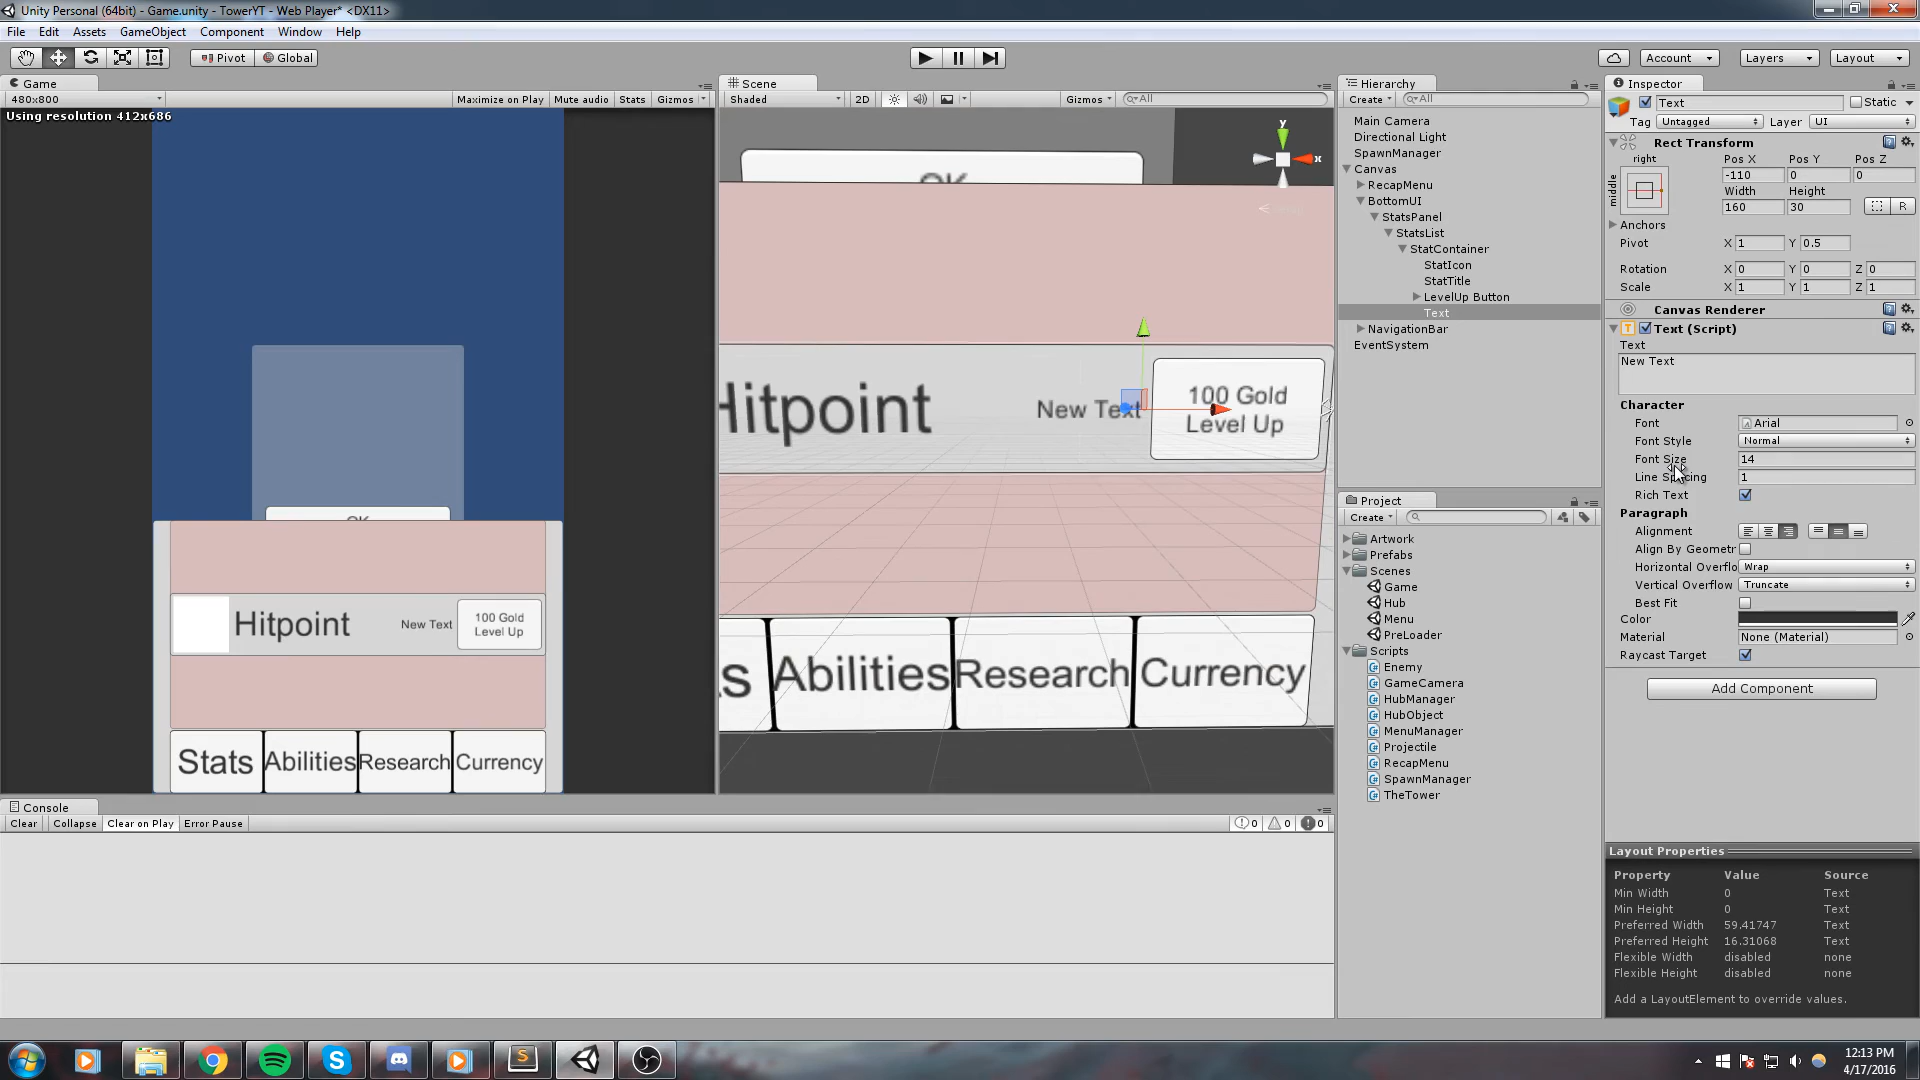 Unity Personal (64bit) - Game.unity - TowerYT - Web Player* <DX11>
File Edit Assets GameObject Component Window Help
Pivot Global Account Layers Layout
Game
480x800 Maximize on Play Mute audio Stats Gizmos
Using resolution 412x686
OK
Hitpoint New Text 100 Gold
Level Up
Stats Abilities Research Currency
Scene
Shaded 2D Gizmos All
y
x
OK
Hitpoint New Text 100 Gold
Level Up
s Abilities Research Currency
Console
Clear Collapse Clear on Play Error Pause 0 0 0
Hierarchy
Create All
Main Camera
Directional Light
SpawnManager
Canvas
RecapMenu
BottomUI
StatsPanel
StatsList
StatContainer
StatIcon
StatTitle
LevelUp Button
Text
NavigationBar
EventSystem
Project
Create
Artwork
Prefabs
Scenes
Game
Hub
Menu
PreLoader
Scripts
Enemy
GameCamera
HubManager
HubObject
MenuManager
Projectile
RecapMenu
SpawnManager
TheTower
Inspector
Text Static
Tag Untagged Layer UI
Rect Transform
right Pos X Pos Y Pos Z
middle -110 0 0
Width Height
160 30 R
Anchors
Pivot X 1 Y 0.5
Rotation X 0 Y 0 Z 0
Scale X 1 Y 1 Z 1
Canvas Renderer
Text (Script)
Text
New Text
Character
Font Arial
Font Style Normal
Font Size 14
Line Spacing 1
Rich Text
Paragraph
Alignment
Align By Geometr
Horizontal Overflo Wrap
Vertical Overflow Truncate
Best Fit
Color
Material None (Material)
Raycast Target
Add Component
Layout Properties
Property Value Source
Min Width 0 Text
Min Height 0 Text
Preferred Width 59.41747 Text
Preferred Height 16.31068 Text
Flexible Width disabled none
Flexible Height disabled none
Add a LayoutElement to override values.
12:13 PM
4/17/2016